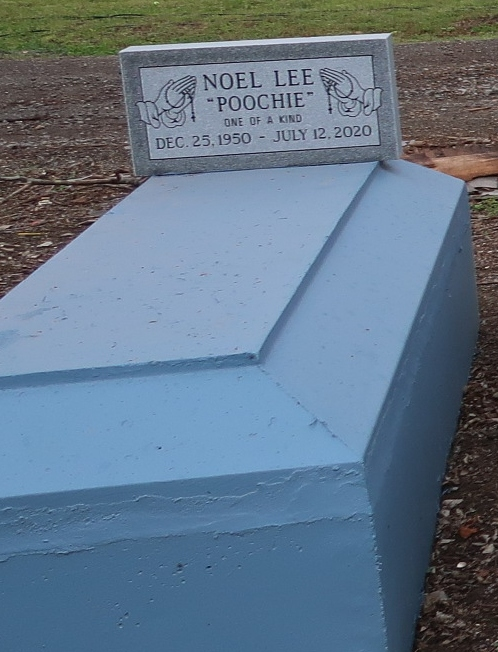 NOEL LEE
"POOCHIE"
ONE OF A KIND
DEC. 25, 1950 - JULY 12, 2020